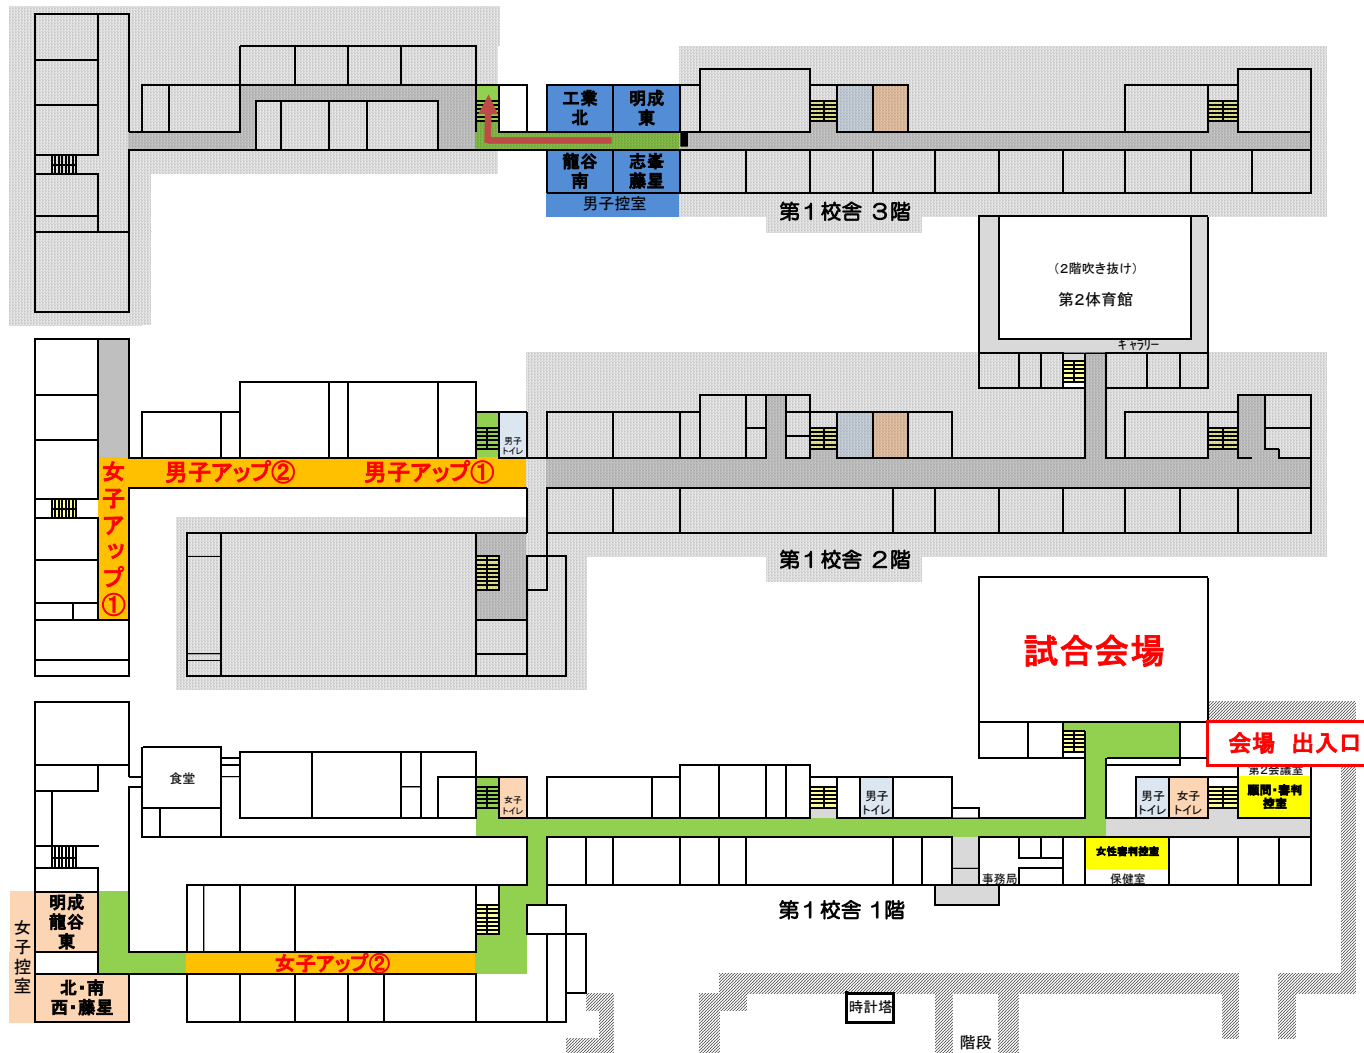 工業
北
明成
東
龍谷
南
志峯
藤星
男子控室
第１校舎 3階
（2階吹き抜け）
第2体育館
ギャラリー
男子
トイレ
女子アップ①
男子アップ②
男子アップ①
第１校舎 2階
試合会場
会場 出入口
第2会議室
顧問・審判
控室
食堂
女子
トイレ
男子
トイレ
男子
トイレ
女子
トイレ
女性審判控室
保健室
事務局
第１校舎 1階
女子控室
明成
龍谷
東
北・南
西・藤星
女子アップ②
時計塔
階段